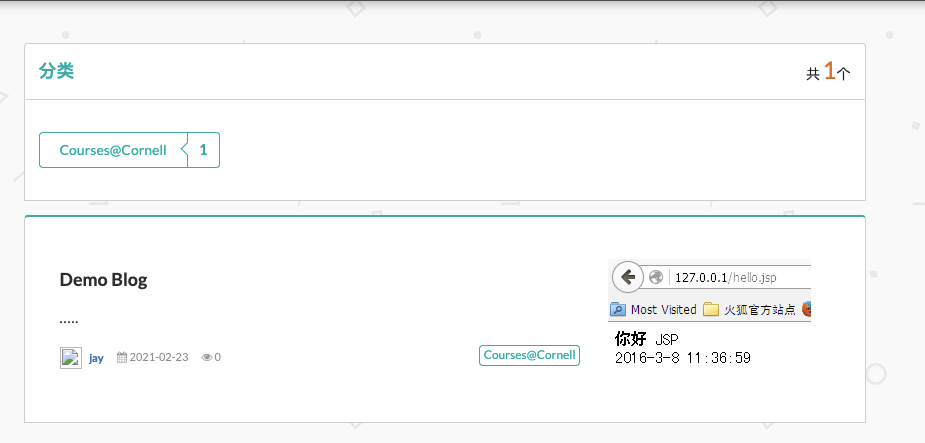 分类
共 1个
Courses@Cornell 1
Demo Blog
.....
jay 2021-02-23 0
Courses@Cornell
127.0.0.1/hello.jsp
Most Visited 火狐官方站点
你好 JSP
2016-3-8 11:36:59